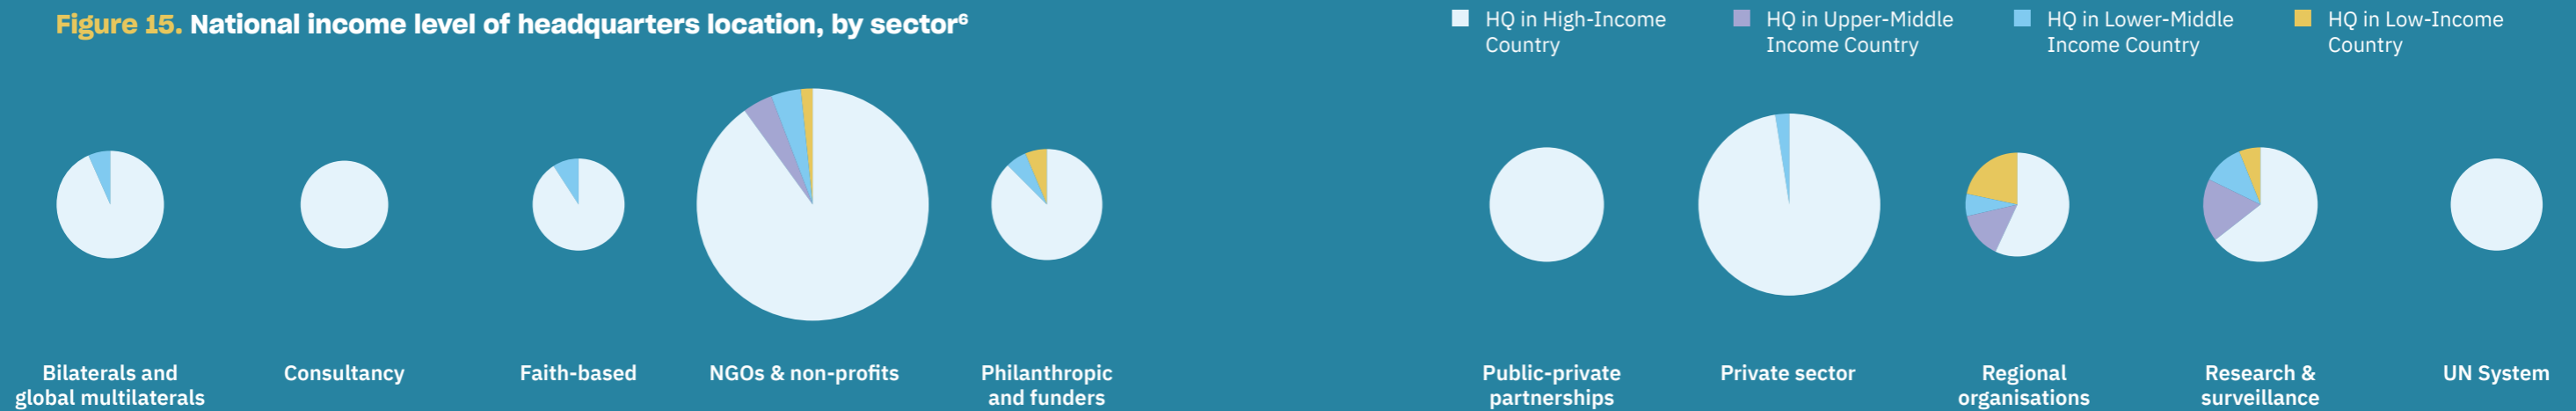 Figure 15. National income level of headquarters location, by sector⁶
HQ in High-Income
Country
HQ in Upper-Middle
Income Country
HQ in Lower-Middle
Income Country
HQ in Low-Income
Country
Bilaterals and
global multilaterals
Consultancy
Faith-based
NGOs & non-profits
Philanthropic
and funders
Public-private
partnerships
Private sector
Regional
organisations
Research &
surveillance
UN System